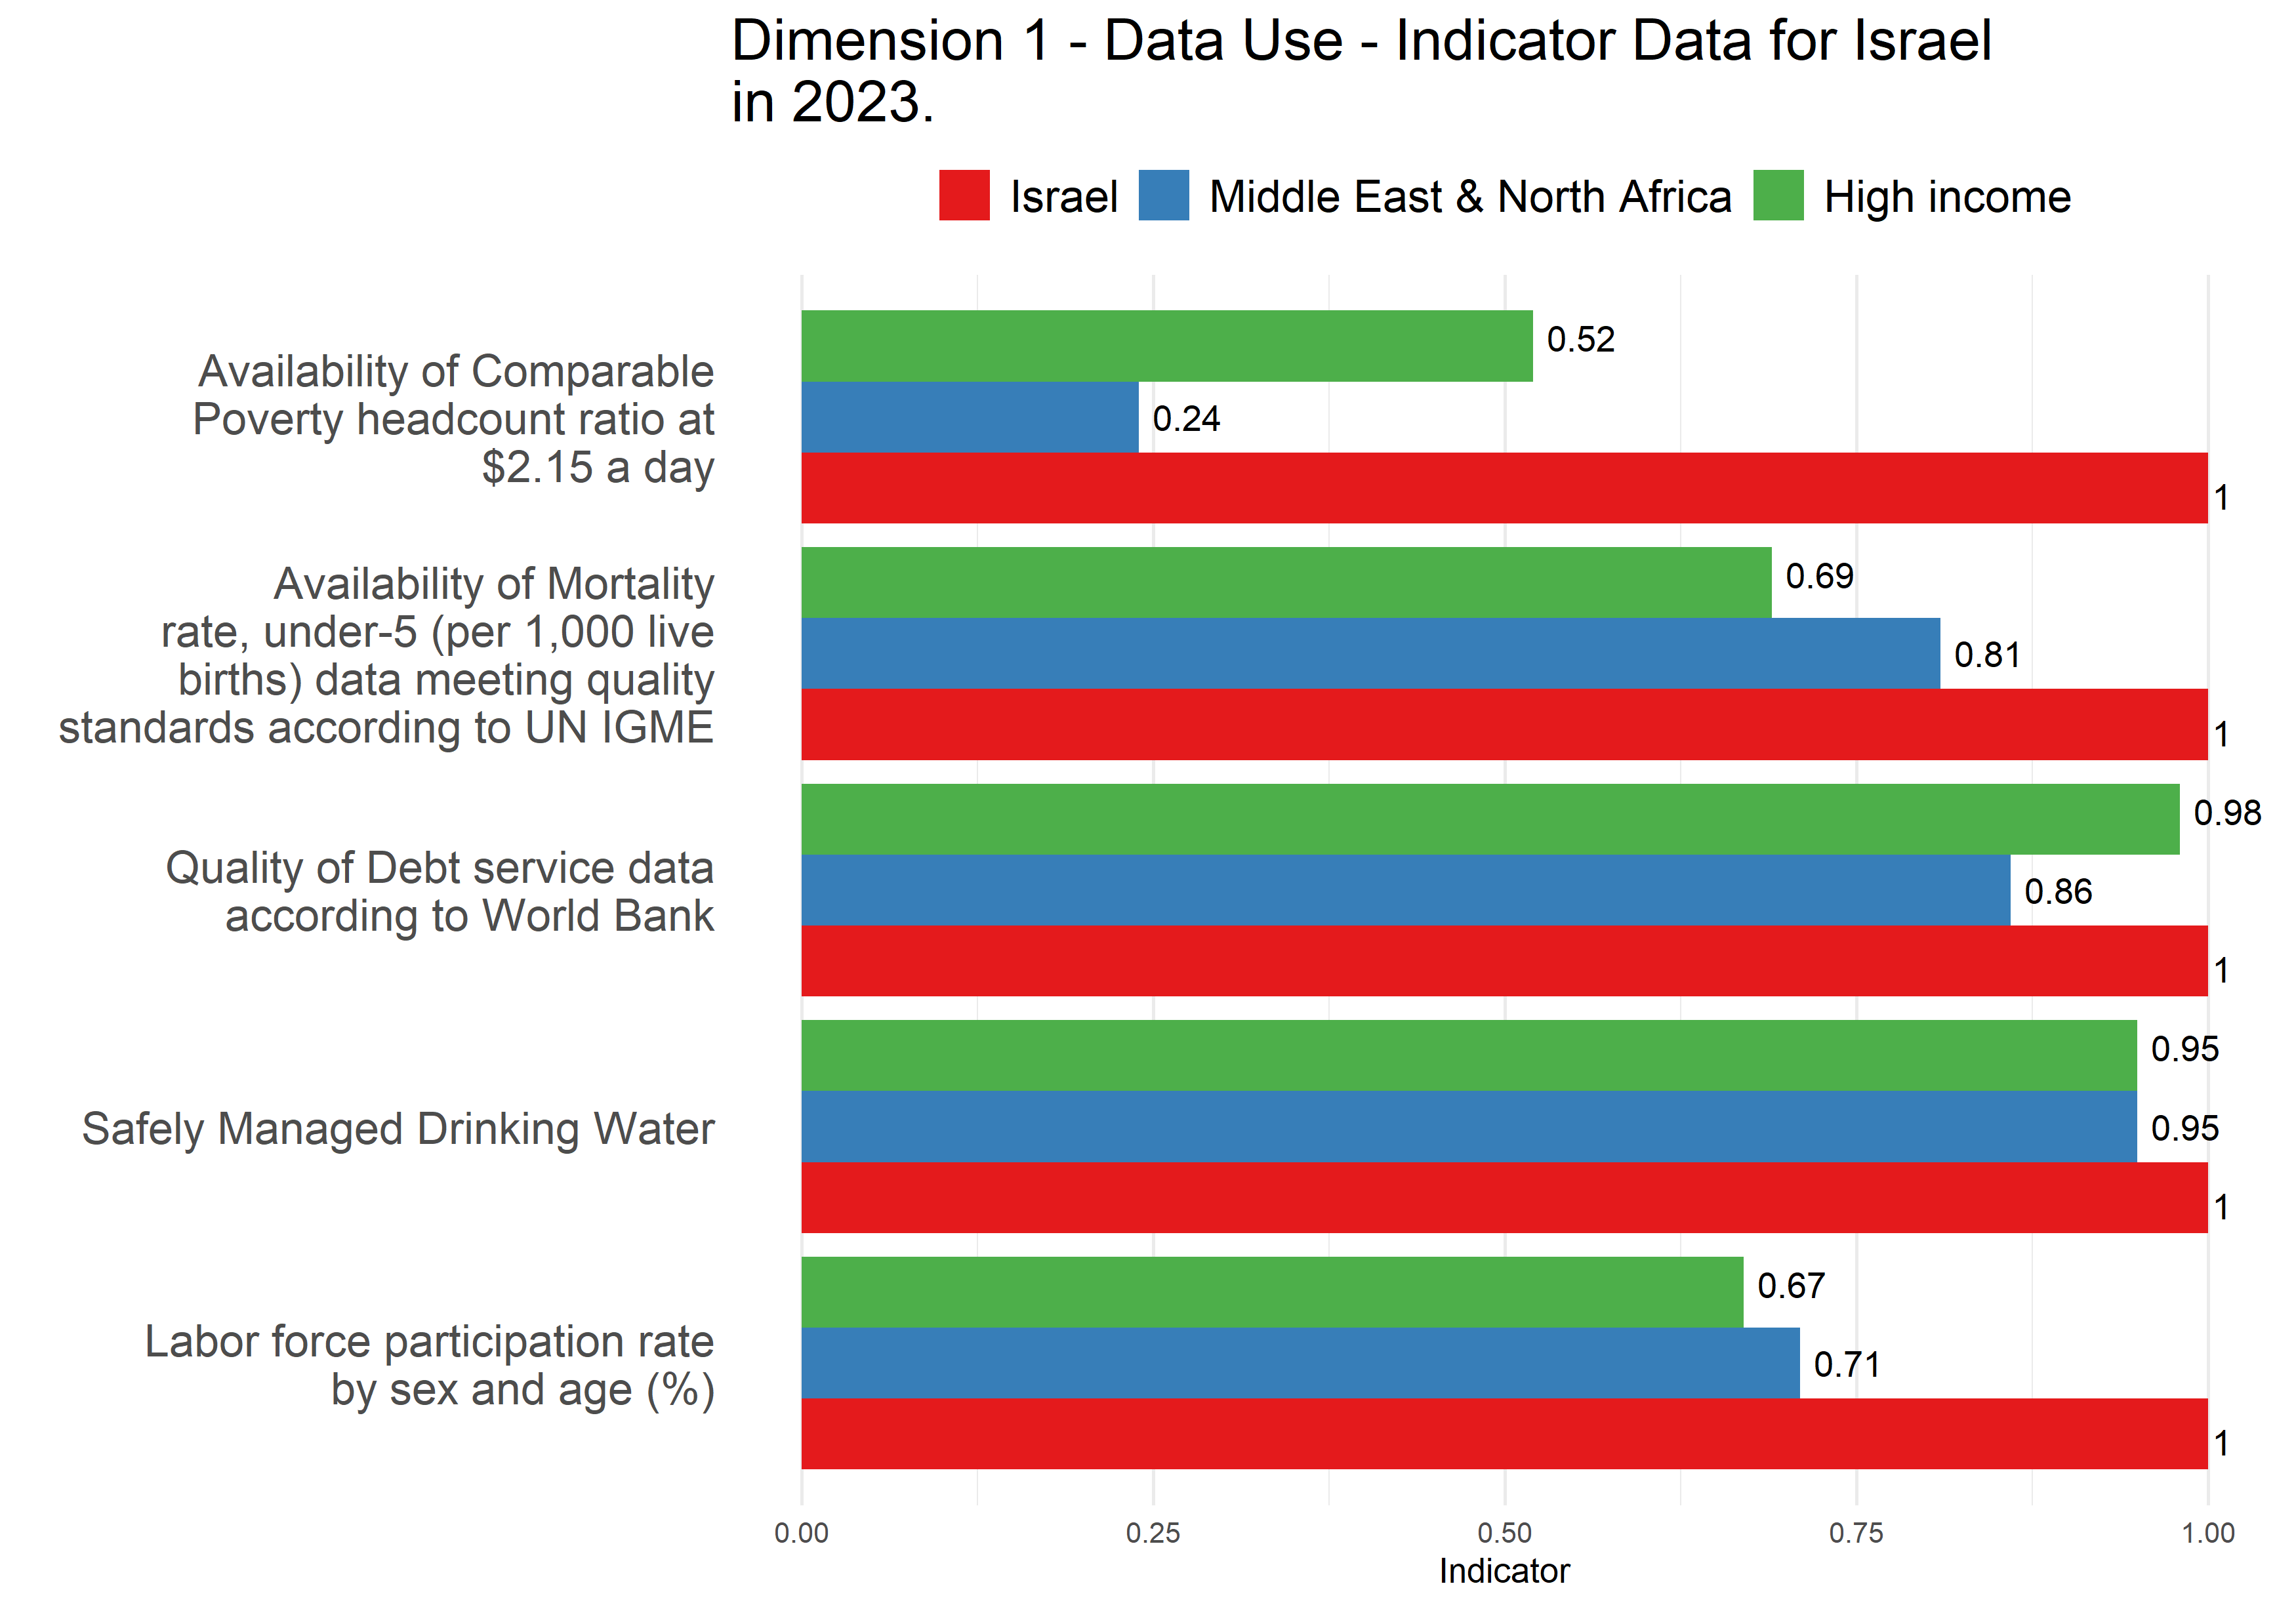 Dimension 1 - Data Use - Indicator Data for Israel
in 2023.
Israel
Middle East & North Africa
High income
Availability of Comparable
Poverty headcount ratio at
$2.15 a day
0.52
0.24
1
Availability of Mortality
rate, under-5 (per 1,000 live
births) data meeting quality
standards according to UN IGME
0.69
0.81
1
Quality of Debt service data
according to World Bank
0.98
0.86
1
Safely Managed Drinking Water
0.95
0.95
1
Labor force participation rate
by sex and age (%)
0.67
0.71
1
0.00
0.25
0.50
0.75
1.00
Indicator